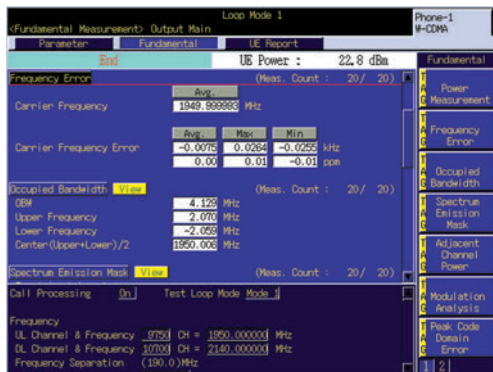 Loop Mode 1
Phone-1
<Fundamental Measurement> Output Main
W-CDMA
Parameter Fundamental UE Report
End UE Power : 22.8 dBm Fundamental
Frequency Error (Meas. Count : 20/ 20)
Avg.
Carrier Frequency 1949.999993 MHz
Avg. Max Min
Carrier Frequency Error -0.0075 0.0264 -0.0255 kHz
0.00 0.01 -0.01 ppm
Occupied Bandwidth View (Meas. Count : 20/ 20)
OBW 4.129 MHz
Upper Frequency 2.070 MHz
Lower Frequency -2.059 MHz
Center(Upper+Lower)/2 1950.006 MHz
Spectrum Emission Mask View (Meas. Count : 20/ 20)
Call Processing On Test Loop Mode Mode 1
Frequency
UL Channel & Frequency 9750 CH = 1950.000000 MHz
DL Channel & Frequency 10700 CH = 2140.000000 MHz
Frequency Separation (190.0)MHz
TAG Power Measurement
TAG Frequency Error
TAG Occupied Bandwidth
TAG Spectrum Emission Mask
TAG Adjacent Channel Power
TAG Modulation Analysis
TAG Peak Code Domain Error
1 2